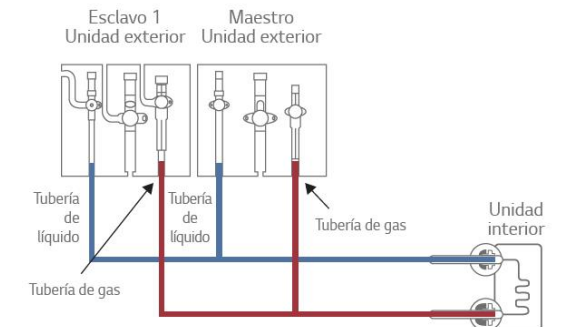 Esclavo 1
Unidad exterior
Maestro
Unidad exterior
Tubería
de
líquido
Tubería
de
líquido
Tubería de gas
Unidad
interior
Tubería de gas